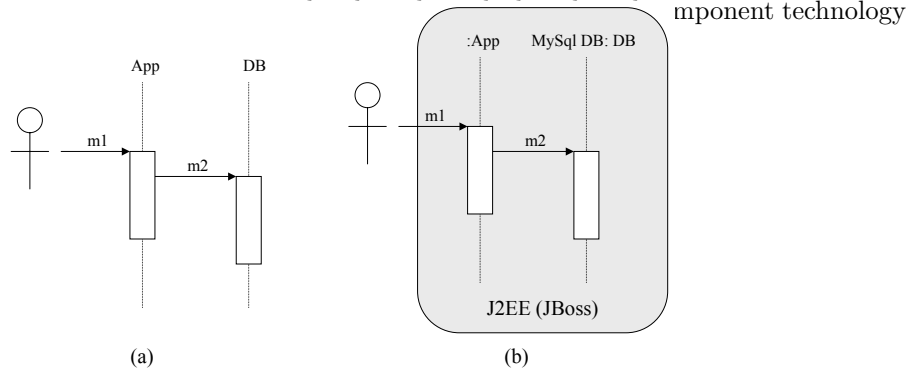 mponent technology
:App MySql DB: DB
App DB
m1 m2
m1 m2
J2EE (JBoss)
(a) (b)